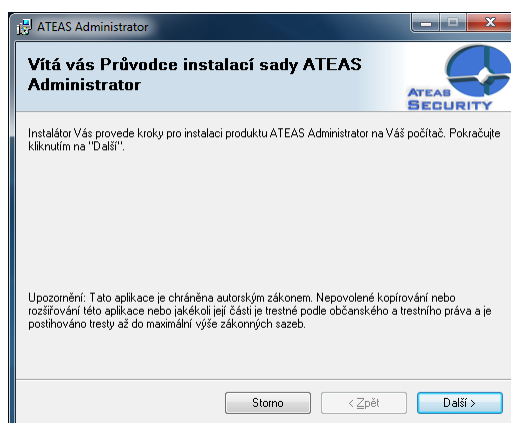 ATEAS Administrator
Vítá vás Průvodce instalací sady ATEAS
Administrator
ATEAS
SECURITY
Instalátor Vás provede kroky pro instalaci produktu ATEAS Administrator na Váš počítač. Pokračujte
kliknutím na "Další".
Upozornění: Tato aplikace je chráněna autorským zákonem. Nepovolené kopírování nebo
rozšiřování této aplikace nebo jakékoli její části je trestné podle občanského a trestního práva a je
postihováno tresty až do maximální výše zákonných sazeb.
Storno
< Zpět
Další >